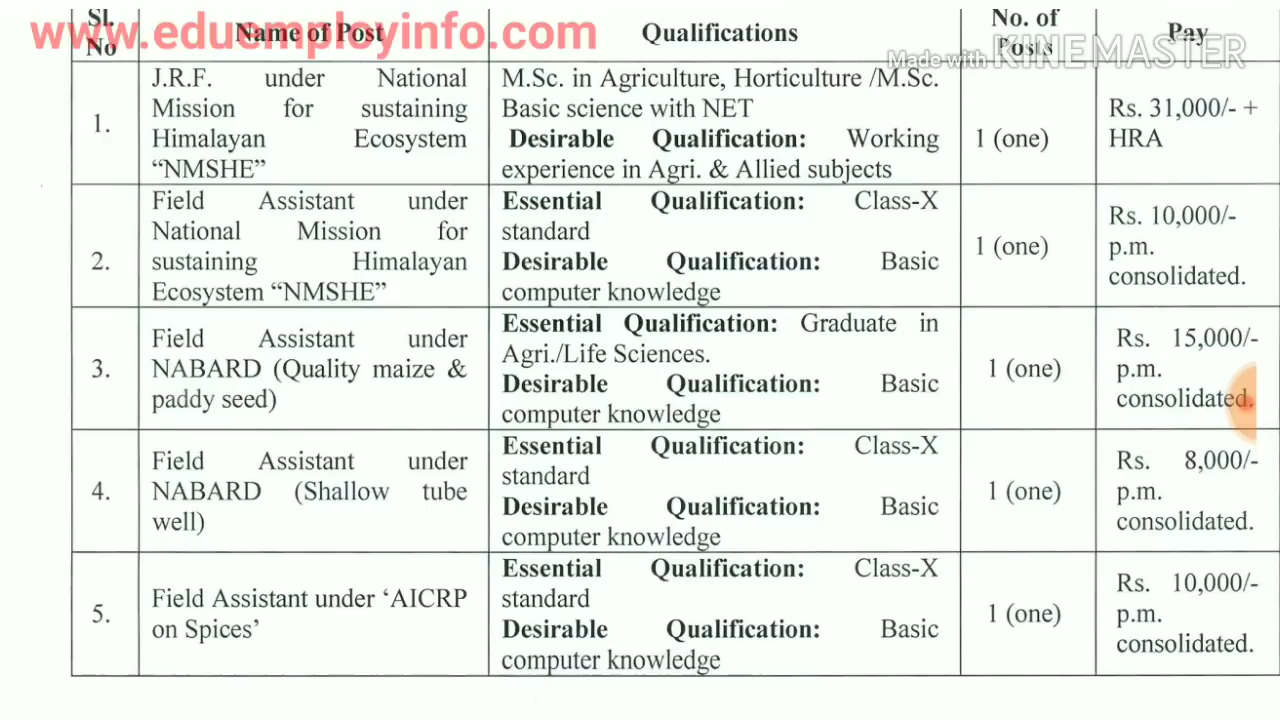 www.eduemployinfo.com
Made with KINEMASTER
Sl. No
Name of Post
Qualifications
No. of Posts
Pay
1.
J.R.F. under National
Mission for sustaining
Himalayan Ecosystem
“NMSHE”
M.Sc. in Agriculture, Horticulture /M.Sc.
Basic science with NET
Desirable Qualification: Working
experience in Agri. & Allied subjects
1 (one)
Rs. 31,000/- +
HRA
2.
Field Assistant under
National Mission for
sustaining Himalayan
Ecosystem “NMSHE”
Essential Qualification: Class-X
standard
Desirable Qualification: Basic
computer knowledge
1 (one)
Rs. 10,000/-
p.m.
consolidated.
3.
Field Assistant under
NABARD (Quality maize &
paddy seed)
Essential Qualification: Graduate in
Agri./Life Sciences.
Desirable Qualification: Basic
computer knowledge
1 (one)
Rs. 15,000/-
p.m.
consolidated.
4.
Field Assistant under
NABARD (Shallow tube
well)
Essential Qualification: Class-X
standard
Desirable Qualification: Basic
computer knowledge
1 (one)
Rs. 8,000/-
p.m.
consolidated.
5.
Field Assistant under ‘AICRP
on Spices’
Essential Qualification: Class-X
standard
Desirable Qualification: Basic
computer knowledge
1 (one)
Rs. 10,000/-
p.m.
consolidated.